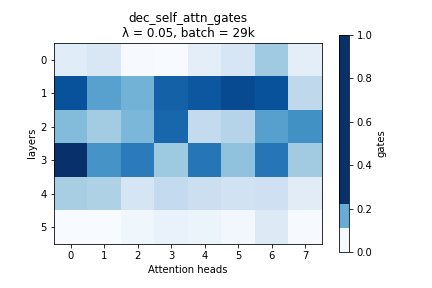 dec_self_attn_gates
λ = 0.05, batch = 29k
layers
0
1
2
3
4
5
0 1 2 3 4 5 6 7
Attention heads
1.0
0.8
0.6
0.4
0.2
0.0
gates